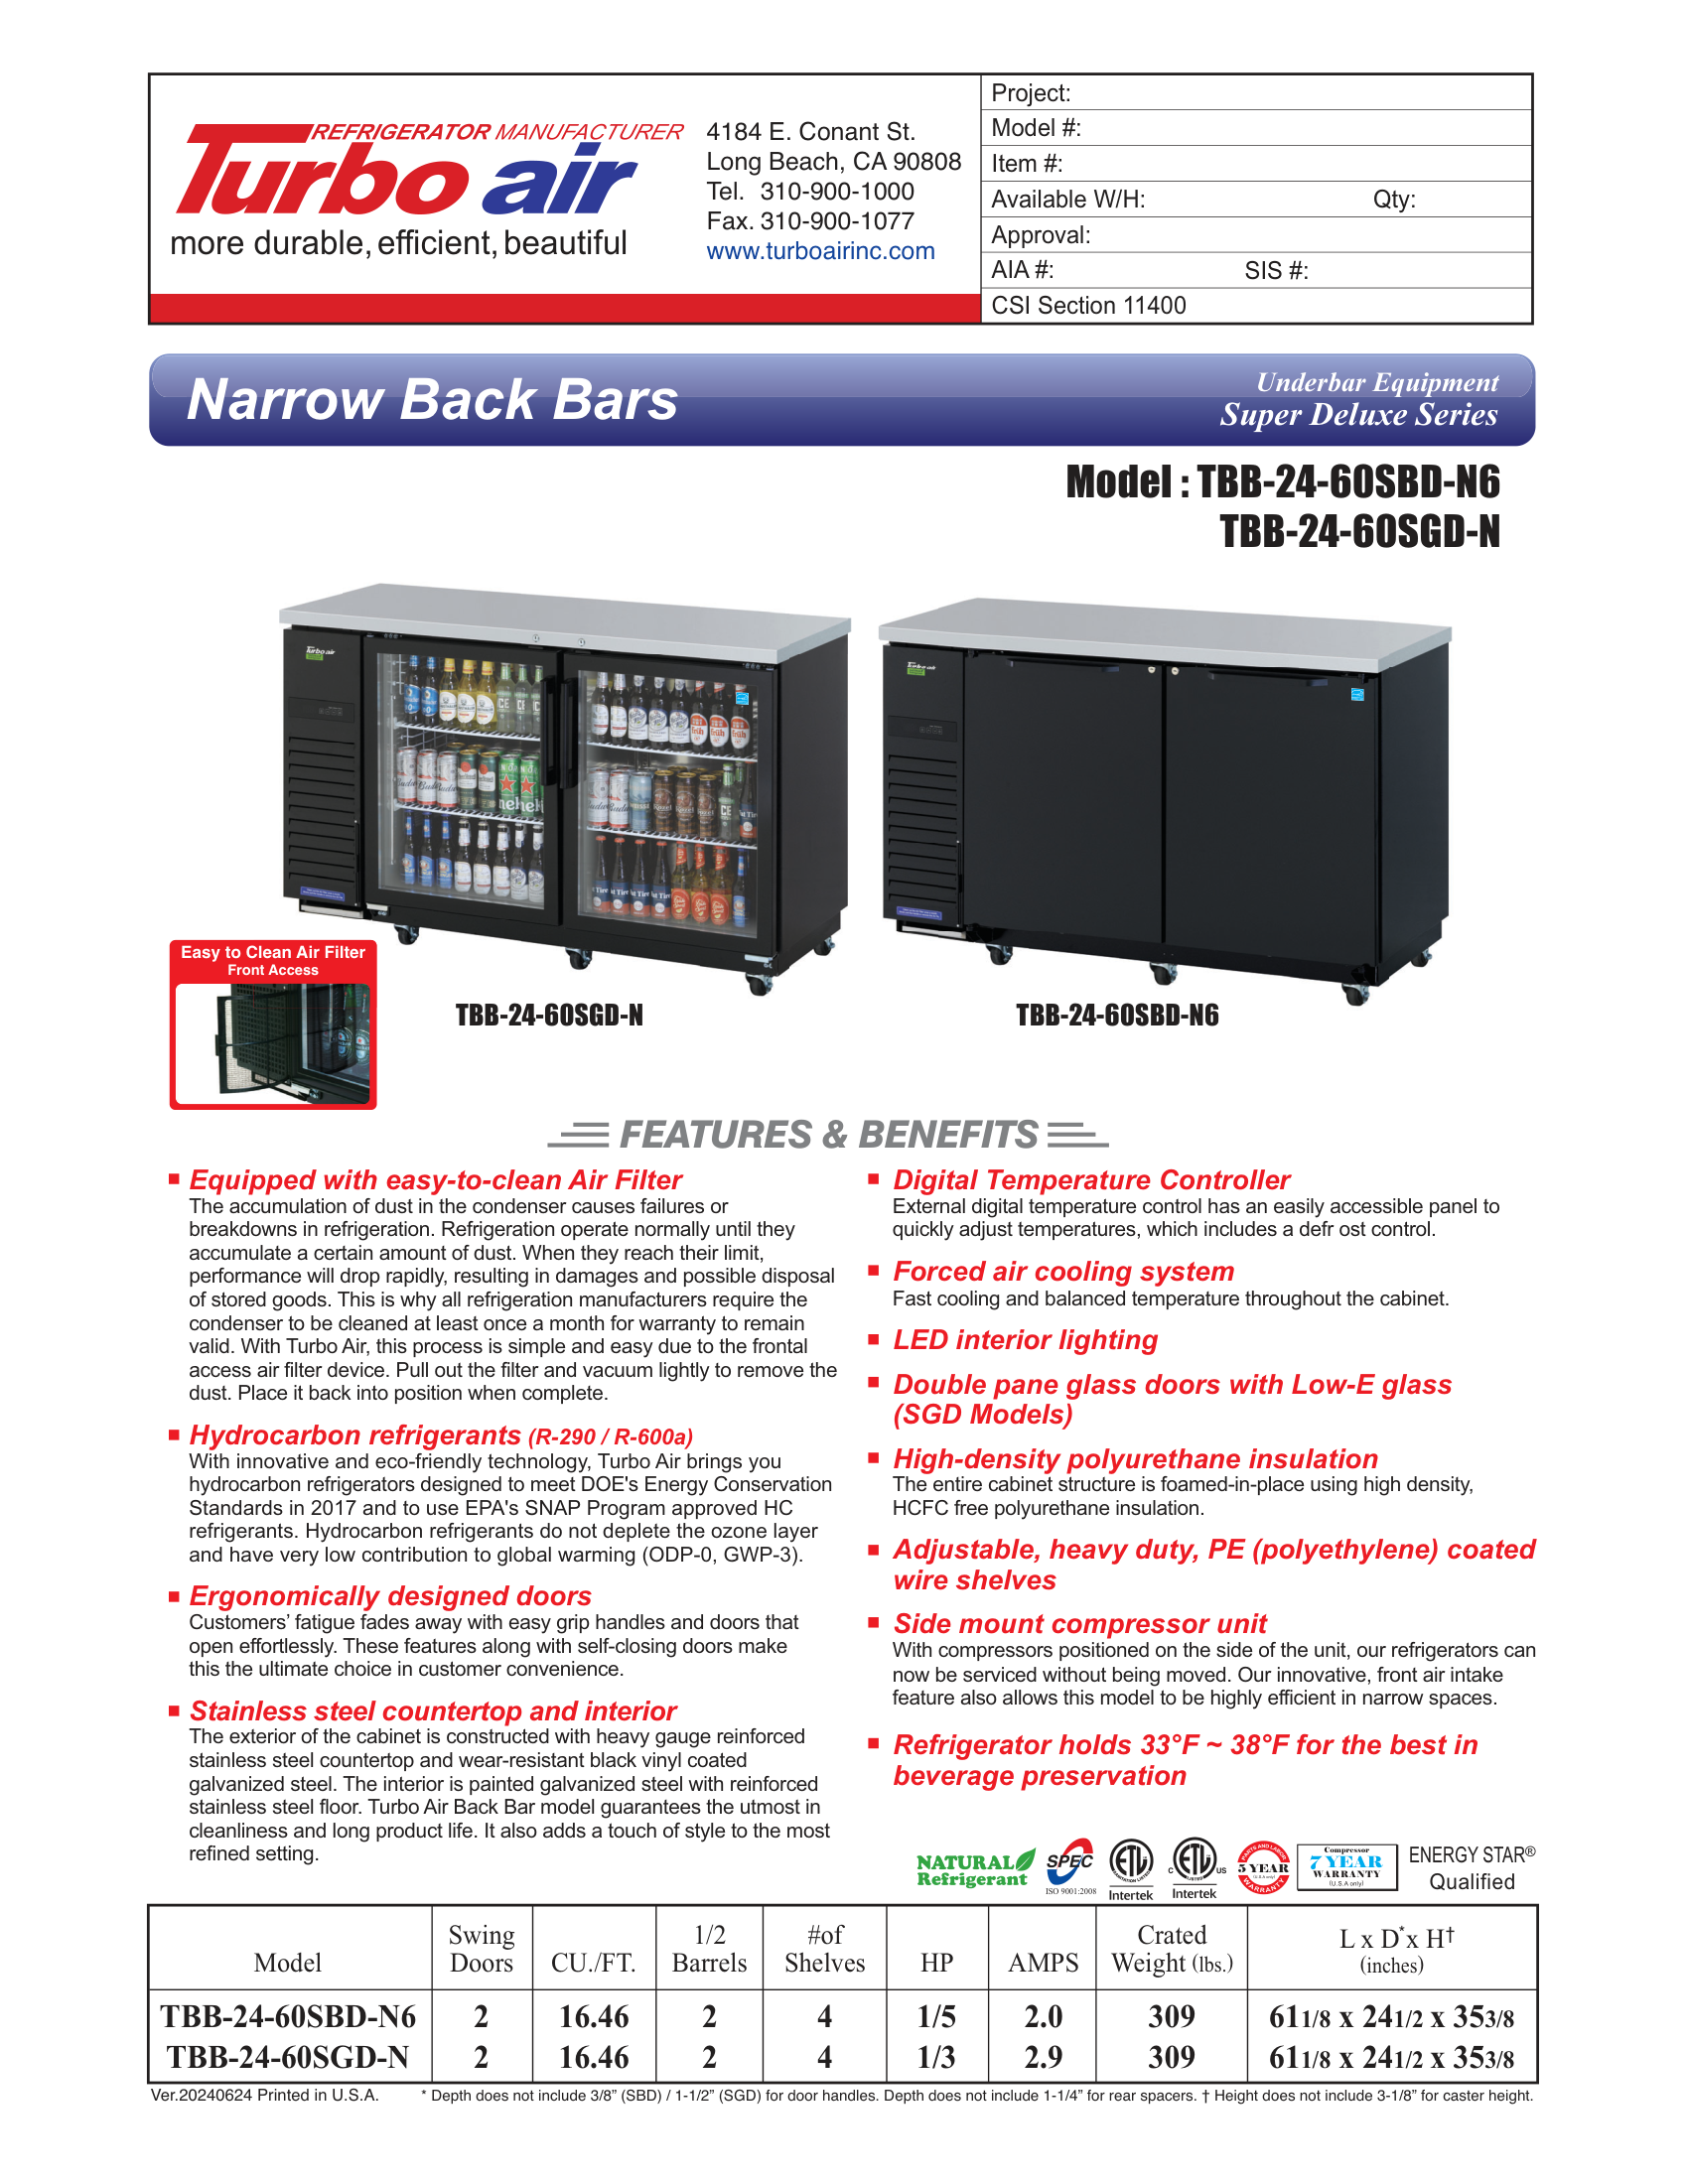 REFRIGERATOR MANUFACTURER
Turbo air
more durable, efficient, beautiful
4184 E. Conant St.
Long Beach, CA 90808
Tel. 310-900-1000
Fax. 310-900-1077
www.turboairinc.com
Project:
Model #:
Item #:
Available W/H: Qty:
Approval:
AIA #: SIS #:
CSI Section 11400
Narrow Back Bars
Underbar Equipment
Super Deluxe Series
Model : TBB-24-60SBD-N6
TBB-24-60SGD-N
Turbo air
Turbo air
Easy to Clean Air Filter
Front Access
TBB-24-60SGD-N
TBB-24-60SBD-N6
FEATURES & BENEFITS
Equipped with easy-to-clean Air Filter
The accumulation of dust in the condenser causes failures or
breakdowns in refrigeration. Refrigeration operate normally until they
accumulate a certain amount of dust. When they reach their limit,
performance will drop rapidly, resulting in damages and possible disposal
of stored goods. This is why all refrigeration manufacturers require the
condenser to be cleaned at least once a month for warranty to remain
valid. With Turbo Air, this process is simple and easy due to the frontal
access air filter device. Pull out the filter and vacuum lightly to remove the
dust. Place it back into position when complete.
Hydrocarbon refrigerants (R-290 / R-600a)
With innovative and eco-friendly technology, Turbo Air brings you
hydrocarbon refrigerators designed to meet DOE's Energy Conservation
Standards in 2017 and to use EPA's SNAP Program approved HC
refrigerants. Hydrocarbon refrigerants do not deplete the ozone layer
and have very low contribution to global warming (ODP-0, GWP-3).
Ergonomically designed doors
Customers' fatigue fades away with easy grip handles and doors that
open effortlessly. These features along with self-closing doors make
this the ultimate choice in customer convenience.
Stainless steel countertop and interior
The exterior of the cabinet is constructed with heavy gauge reinforced
stainless steel countertop and wear-resistant black vinyl coated
galvanized steel. The interior is painted galvanized steel with reinforced
stainless steel floor. Turbo Air Back Bar model guarantees the utmost in
cleanliness and long product life. It also adds a touch of style to the most
refined setting.
Digital Temperature Controller
External digital temperature control has an easily accessible panel to
quickly adjust temperatures, which includes a defr ost control.
Forced air cooling system
Fast cooling and balanced temperature throughout the cabinet.
LED interior lighting
Double pane glass doors with Low-E glass
(SGD Models)
High-density polyurethane insulation
The entire cabinet structure is foamed-in-place using high density,
HCFC free polyurethane insulation.
Adjustable, heavy duty, PE (polyethylene) coated
wire shelves
Side mount compressor unit
With compressors positioned on the side of the unit, our refrigerators can
now be serviced without being moved. Our innovative, front air intake
feature also allows this model to be highly efficient in narrow spaces.
Refrigerator holds 33°F ~ 38°F for the best in
beverage preservation
NATURAL
Refrigerant
SPEC
ISO 9001:2008
ETL
Intertek
C ETL US
Intertek
PARTS AND LABOR
5 YEAR
(U.S.A only)
WARRANTY
Compressor
7 YEAR
WARRANTY
(U.S.A only)
ENERGY STAR®
Qualified
Model Swing Doors CU./FT. 1/2 Barrels #of Shelves HP AMPS Crated Weight (lbs.) L x D* x H† (inches)
TBB-24-60SBD-N6 2 16.46 2 4 1/5 2.0 309 61 1/8 x 24 1/2 x 35 3/8
TBB-24-60SGD-N 2 16.46 2 4 1/3 2.9 309 61 1/8 x 24 1/2 x 35 3/8
Ver.20240624 Printed in U.S.A. * Depth does not include 3/8” (SBD) / 1-1/2” (SGD) for door handles. Depth does not include 1-1/4” for rear spacers. † Height does not include 3-1/8” for caster height.